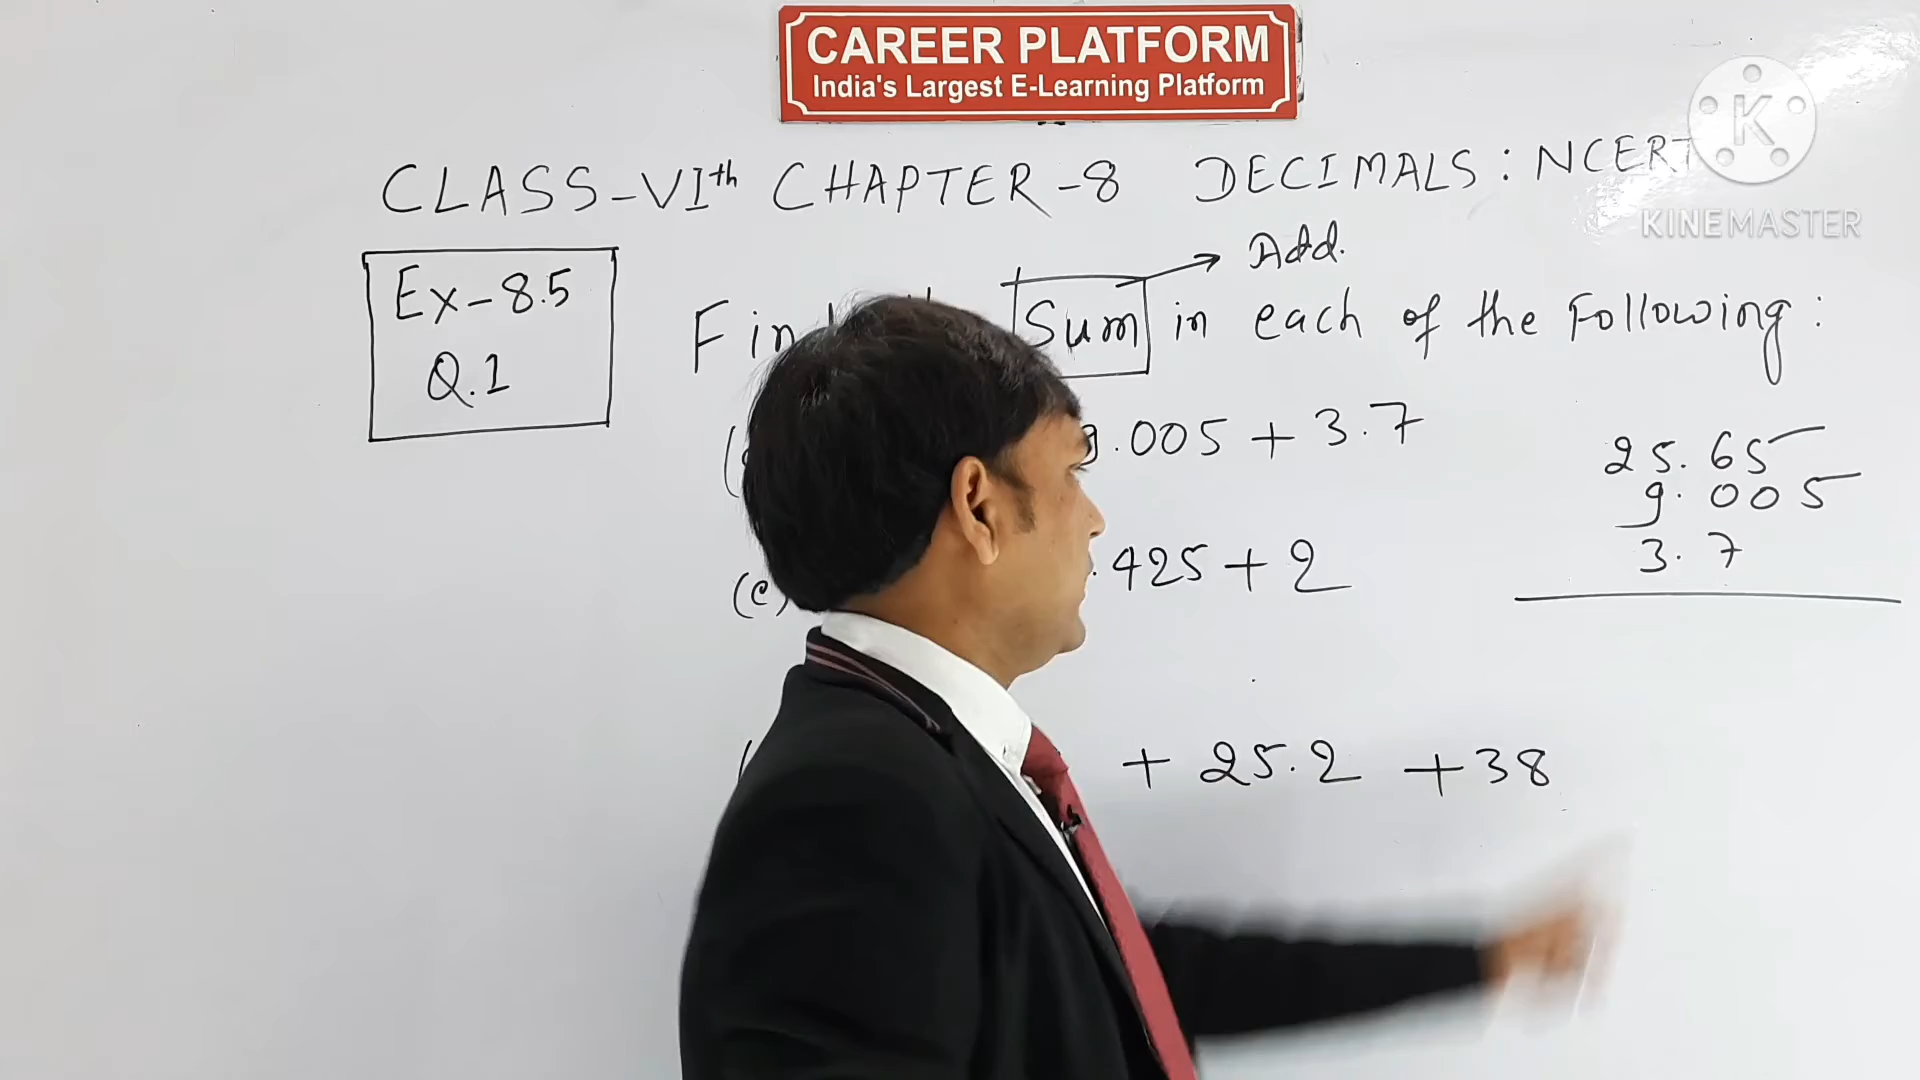 CAREER PLATFORM
India's Largest E-Learning Platform
K
KINEMASTER
CLASS-VIth CHAPTER-8 DECIMALS: NCERT
Add.
Ex-8.5
Q.1
Sum in each of the Following:
9.005 + 3.7
25.65
9.005
3.7
(e) .425 + 2
+ 25.2 + 38